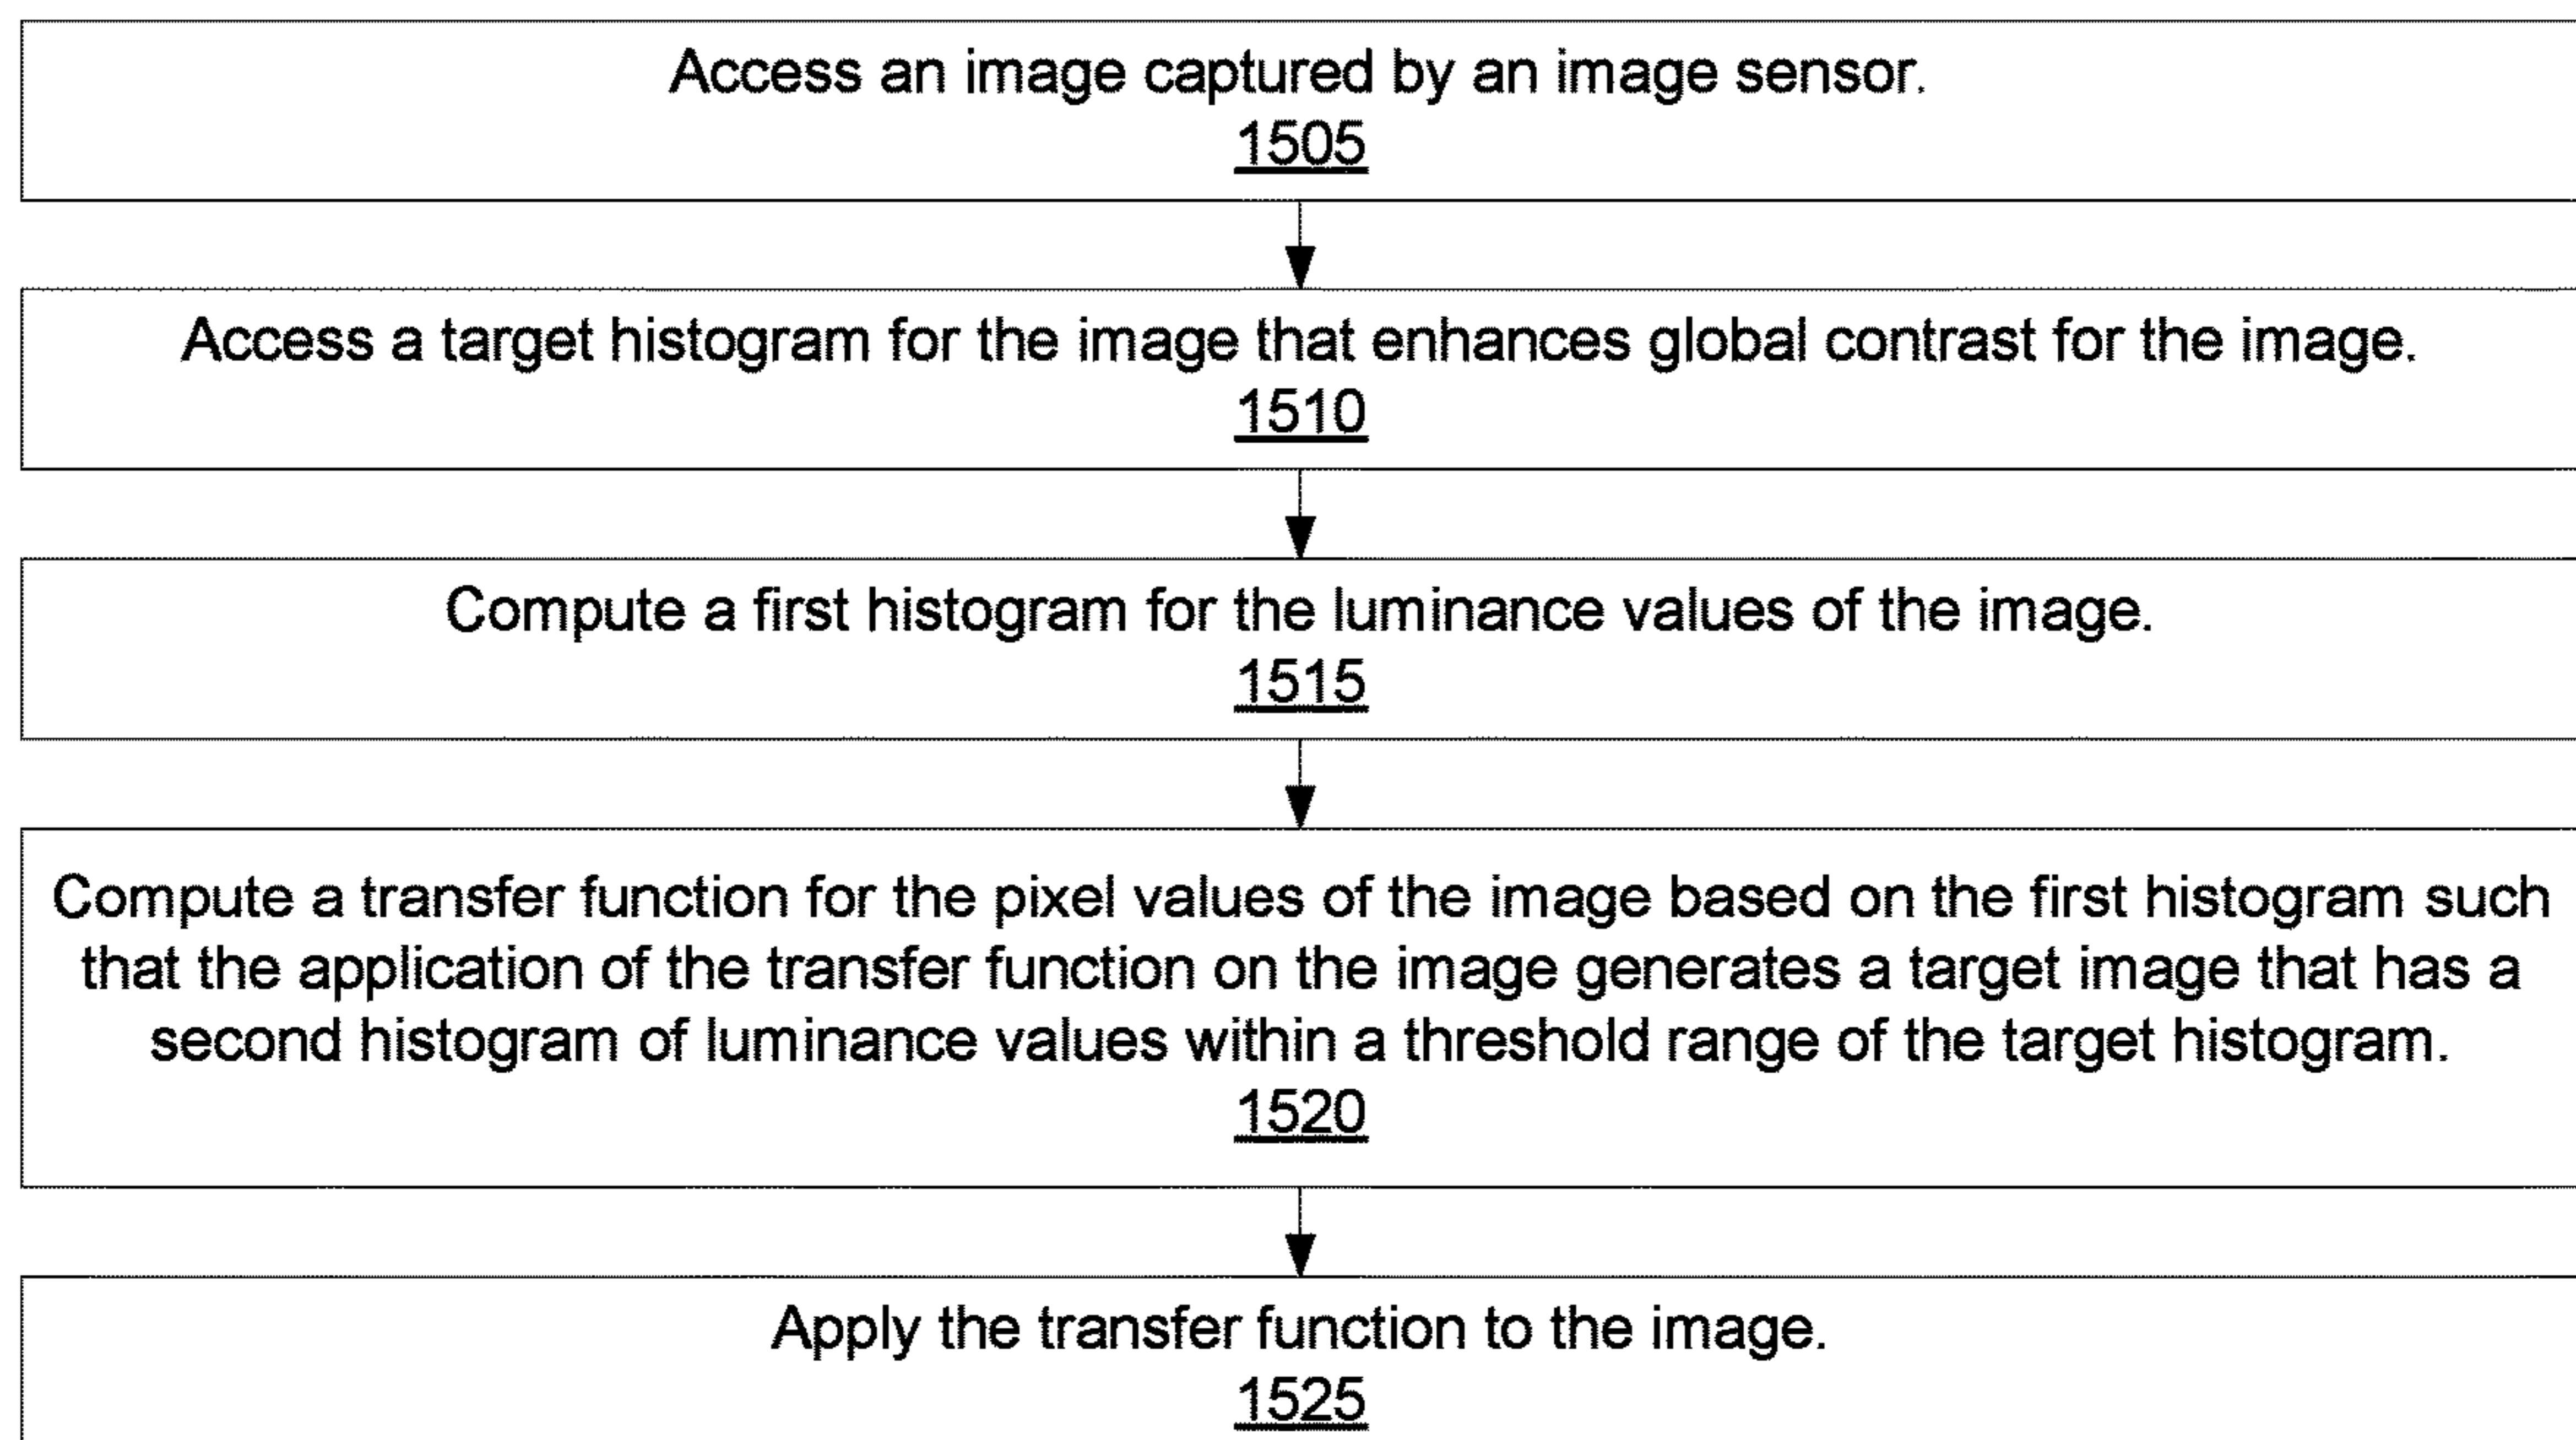 Access an image captured by an image sensor.
1505
Access a target histogram for the image that enhances global contrast for the image.
1510
Compute a first histogram for the luminance values of the image.
1515
Compute a transfer function for the pixel values of the image based on the first histogram such
that the application of the transfer function on the image generates a target image that has a
second histogram of luminance values within a threshold range of the target histogram.
1520
Apply the transfer function to the image.
1525